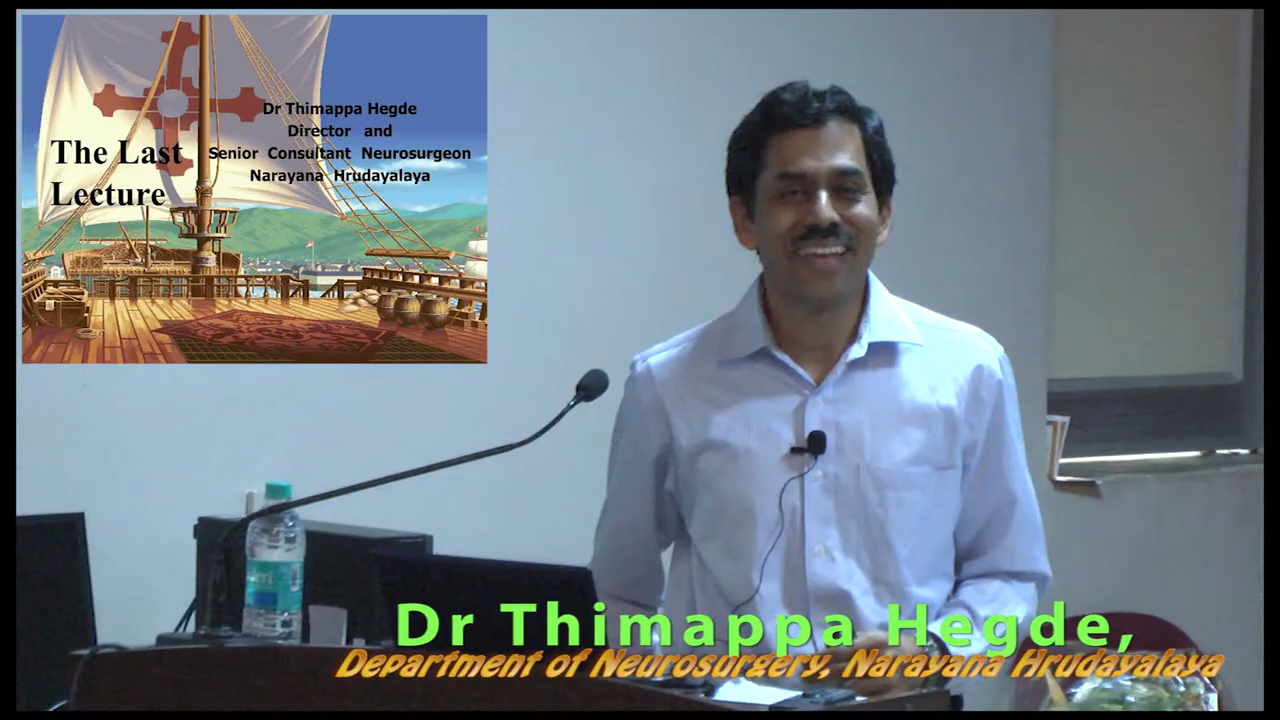 The Last
Lecture
Dr Thimappa Hegde
Director and
Senior Consultant Neurosurgeon
Narayana Hrudayalaya
Dr Thimappa Hegde,
Department of Neurosurgery, Narayana Hrudayalaya